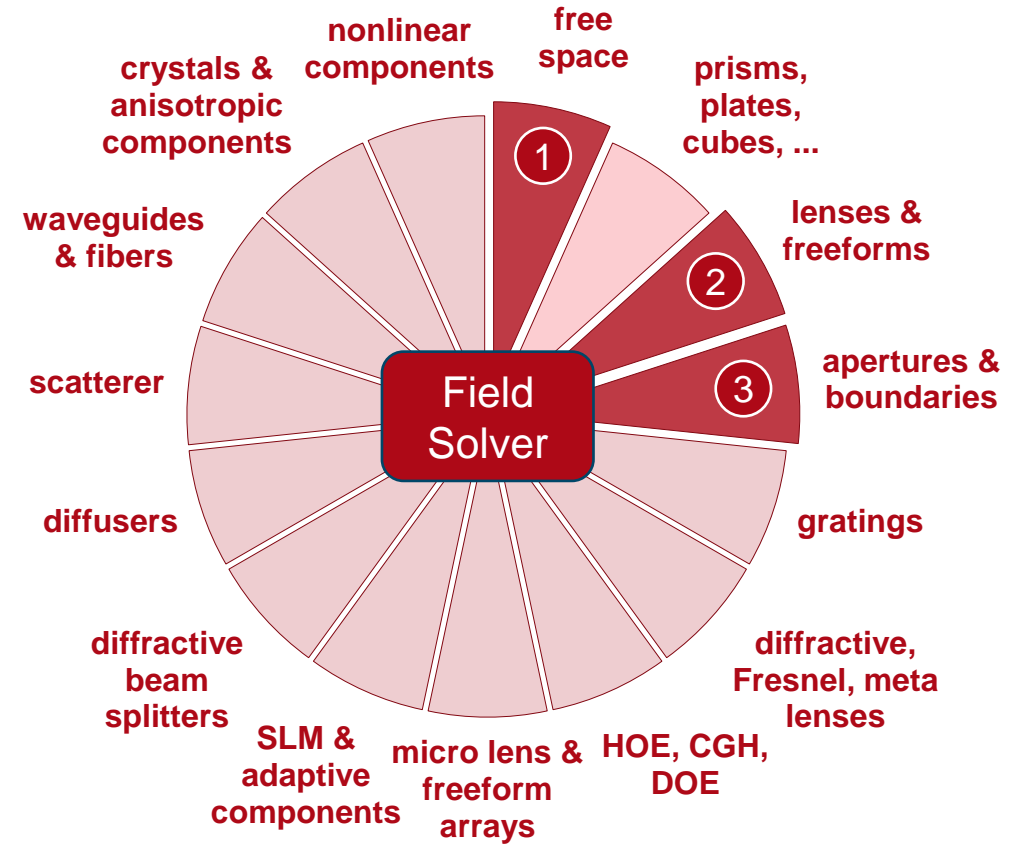 nonlinear
components
free
space
prisms,
plates,
cubes, ...
lenses &
freeforms
apertures &
boundaries
gratings
diffractive,
Fresnel, meta
lenses
HOE, CGH,
DOE
micro lens &
freeform
arrays
SLM &
adaptive
components
diffractive
beam
splitters
diffusers
scatterer
waveguides
& fibers
crystals &
anisotropic
components
1
2
3
Field
Solver